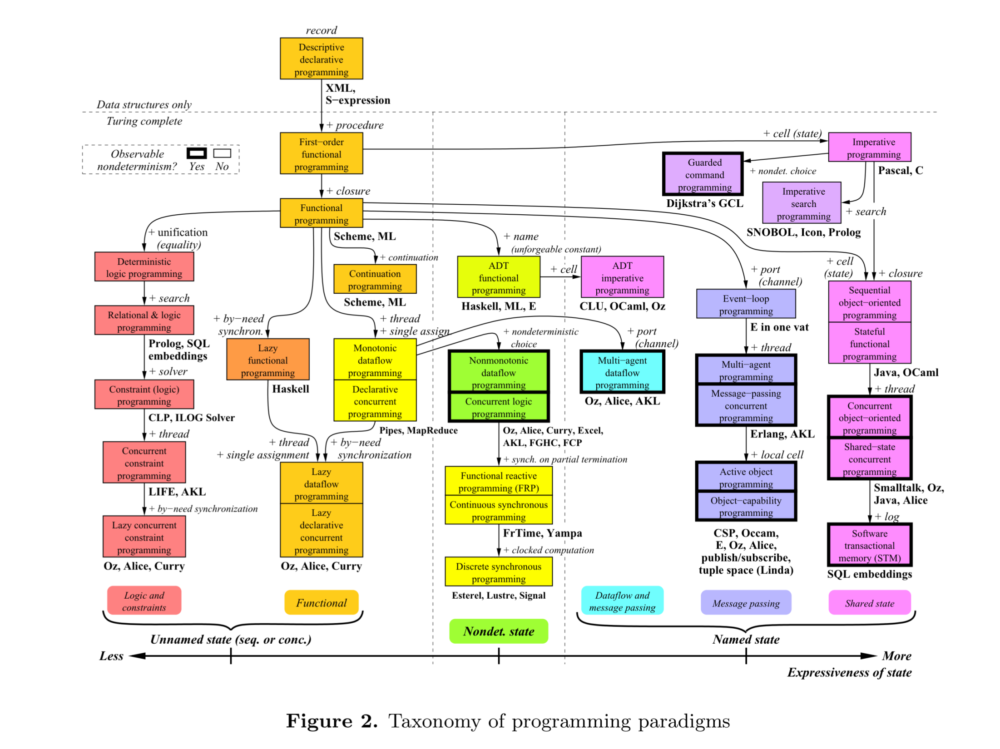 record
Descriptive
declarative
programming
XML,
S−expression
Data structures only
Turing complete
+ procedure
Observable
nondeterminism?
Yes
No
First−order
functional
programming
+ cell (state)
Imperative
programming
Pascal, C
Guarded
command
programming
+ nondet. choice
Dijkstra’s GCL
Imperative
search
programming
+ search
SNOBOL, Icon, Prolog
+ closure
Functional
programming
Scheme, ML
+ unification
(equality)
Deterministic
logic programming
+ search
Relational & logic
programming
Prolog, SQL
embeddings
+ solver
Constraint (logic)
programming
CLP, ILOG Solver
+ thread
Concurrent
constraint
programming
LIFE, AKL
+ by−need synchronization
Lazy concurrent
constraint
programming
Oz, Alice, Curry
+ continuation
Continuation
programming
Scheme, ML
+ by−need
synchron.
Lazy
functional
programming
Haskell
+ thread
+ single assign.
Monotonic
dataflow
programming
Declarative
concurrent
programming
Pipes, MapReduce
+ thread
+ single assignment
+ by−need
synchronization
Lazy
dataflow
programming
Lazy
declarative
concurrent
programming
Oz, Alice, Curry
+ name
(unforgeable constant)
ADT
functional
programming
Haskell, ML, E
+ cell
ADT
imperative
programming
CLU, OCaml, Oz
+ nondeterministic
choice
Nonmonotonic
dataflow
programming
Concurrent logic
programming
Oz, Alice, Curry, Excel,
AKL, FGHC, FCP
+ synch. on partial termination
Functional reactive
programming (FRP)
Continuous synchronous
programming
FrTime, Yampa
+ clocked computation
Discrete synchronous
programming
Esterel, Lustre, Signal
+ port
(channel)
Multi−agent
dataflow
programming
Oz, Alice, AKL
+ port
(channel)
Event−loop
programming
E in one vat
+ thread
Multi−agent
programming
Message−passing
concurrent
programming
Erlang, AKL
+ local cell
Active object
programming
Object−capability
programming
CSP, Occam,
E, Oz, Alice,
publish/subscribe,
tuple space (Linda)
+ cell
(state)
+ closure
Sequential
object−oriented
programming
Stateful
functional
programming
Java, OCaml
+ thread
Concurrent
object−oriented
programming
Shared−state
concurrent
programming
Smalltalk, Oz,
Java, Alice
+ log
Software
transactional
memory (STM)
SQL embeddings
Logic and
constraints
Functional
Dataflow and
message passing
Message passing
Shared state
Unnamed state (seq. or conc.)
Nondet. state
Named state
Less
More
Expressiveness of state
Figure 2. Taxonomy of programming paradigms